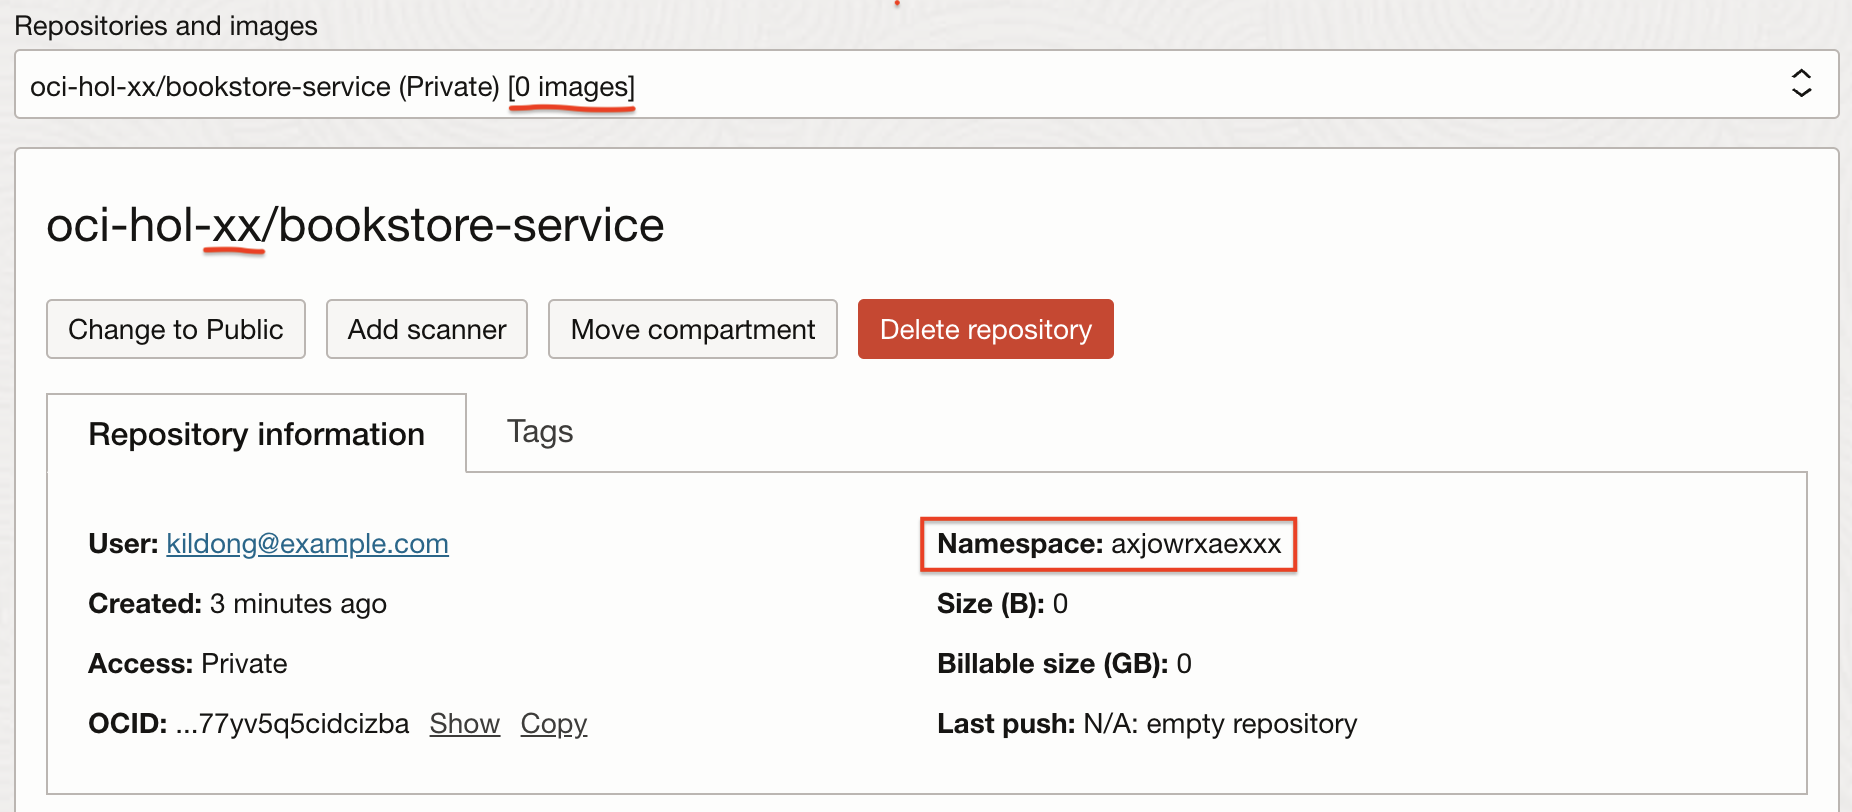 Repositories and images
oci-hol-xx/bookstore-service (Private) [0 images]
oci-hol-xx/bookstore-service
Change to Public Add scanner Move compartment Delete repository
Repository information Tags
User: kildong@example.com Namespace: axjowrxaexxx
Created: 3 minutes ago Size (B): 0
Access: Private Billable size (GB): 0
OCID: ...77yv5q5cidcizba Show Copy Last push: N/A: empty repository